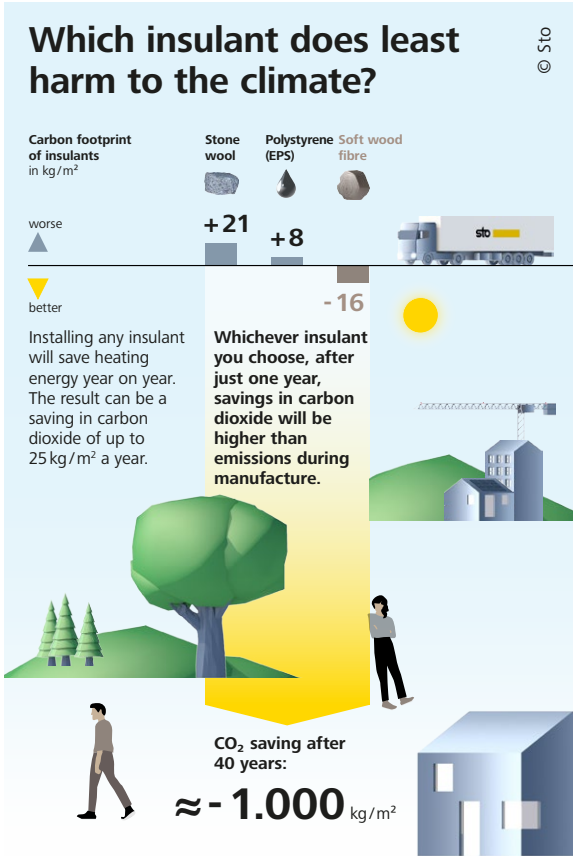 Which insulant does least
harm to the climate?
© Sto
Carbon footprint
of insulants
in kg/m²
Stone
wool
Polystyrene
(EPS)
Soft wood
fibre
worse
+21
+8
sto
better
- 16
Installing any insulant
will save heating
energy year on year.
The result can be a
saving in carbon
dioxide of up to
25 kg/m² a year.
Whichever insulant
you choose, after
just one year,
savings in carbon
dioxide will be
higher than
emissions during
manufacture.
CO₂ saving after
40 years:
≈ - 1.000 kg/m²